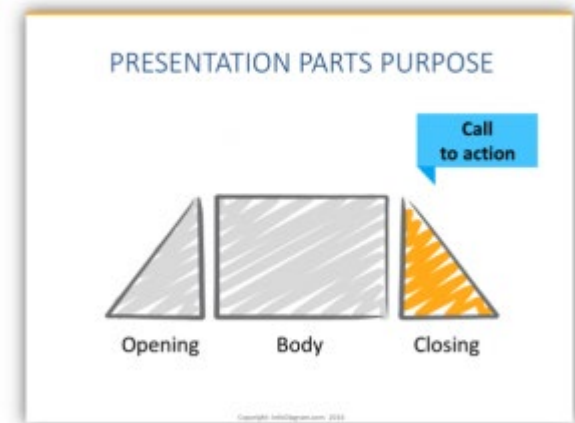 PRESENTATION PARTS PURPOSE
Call
to action
Opening
Body
Closing